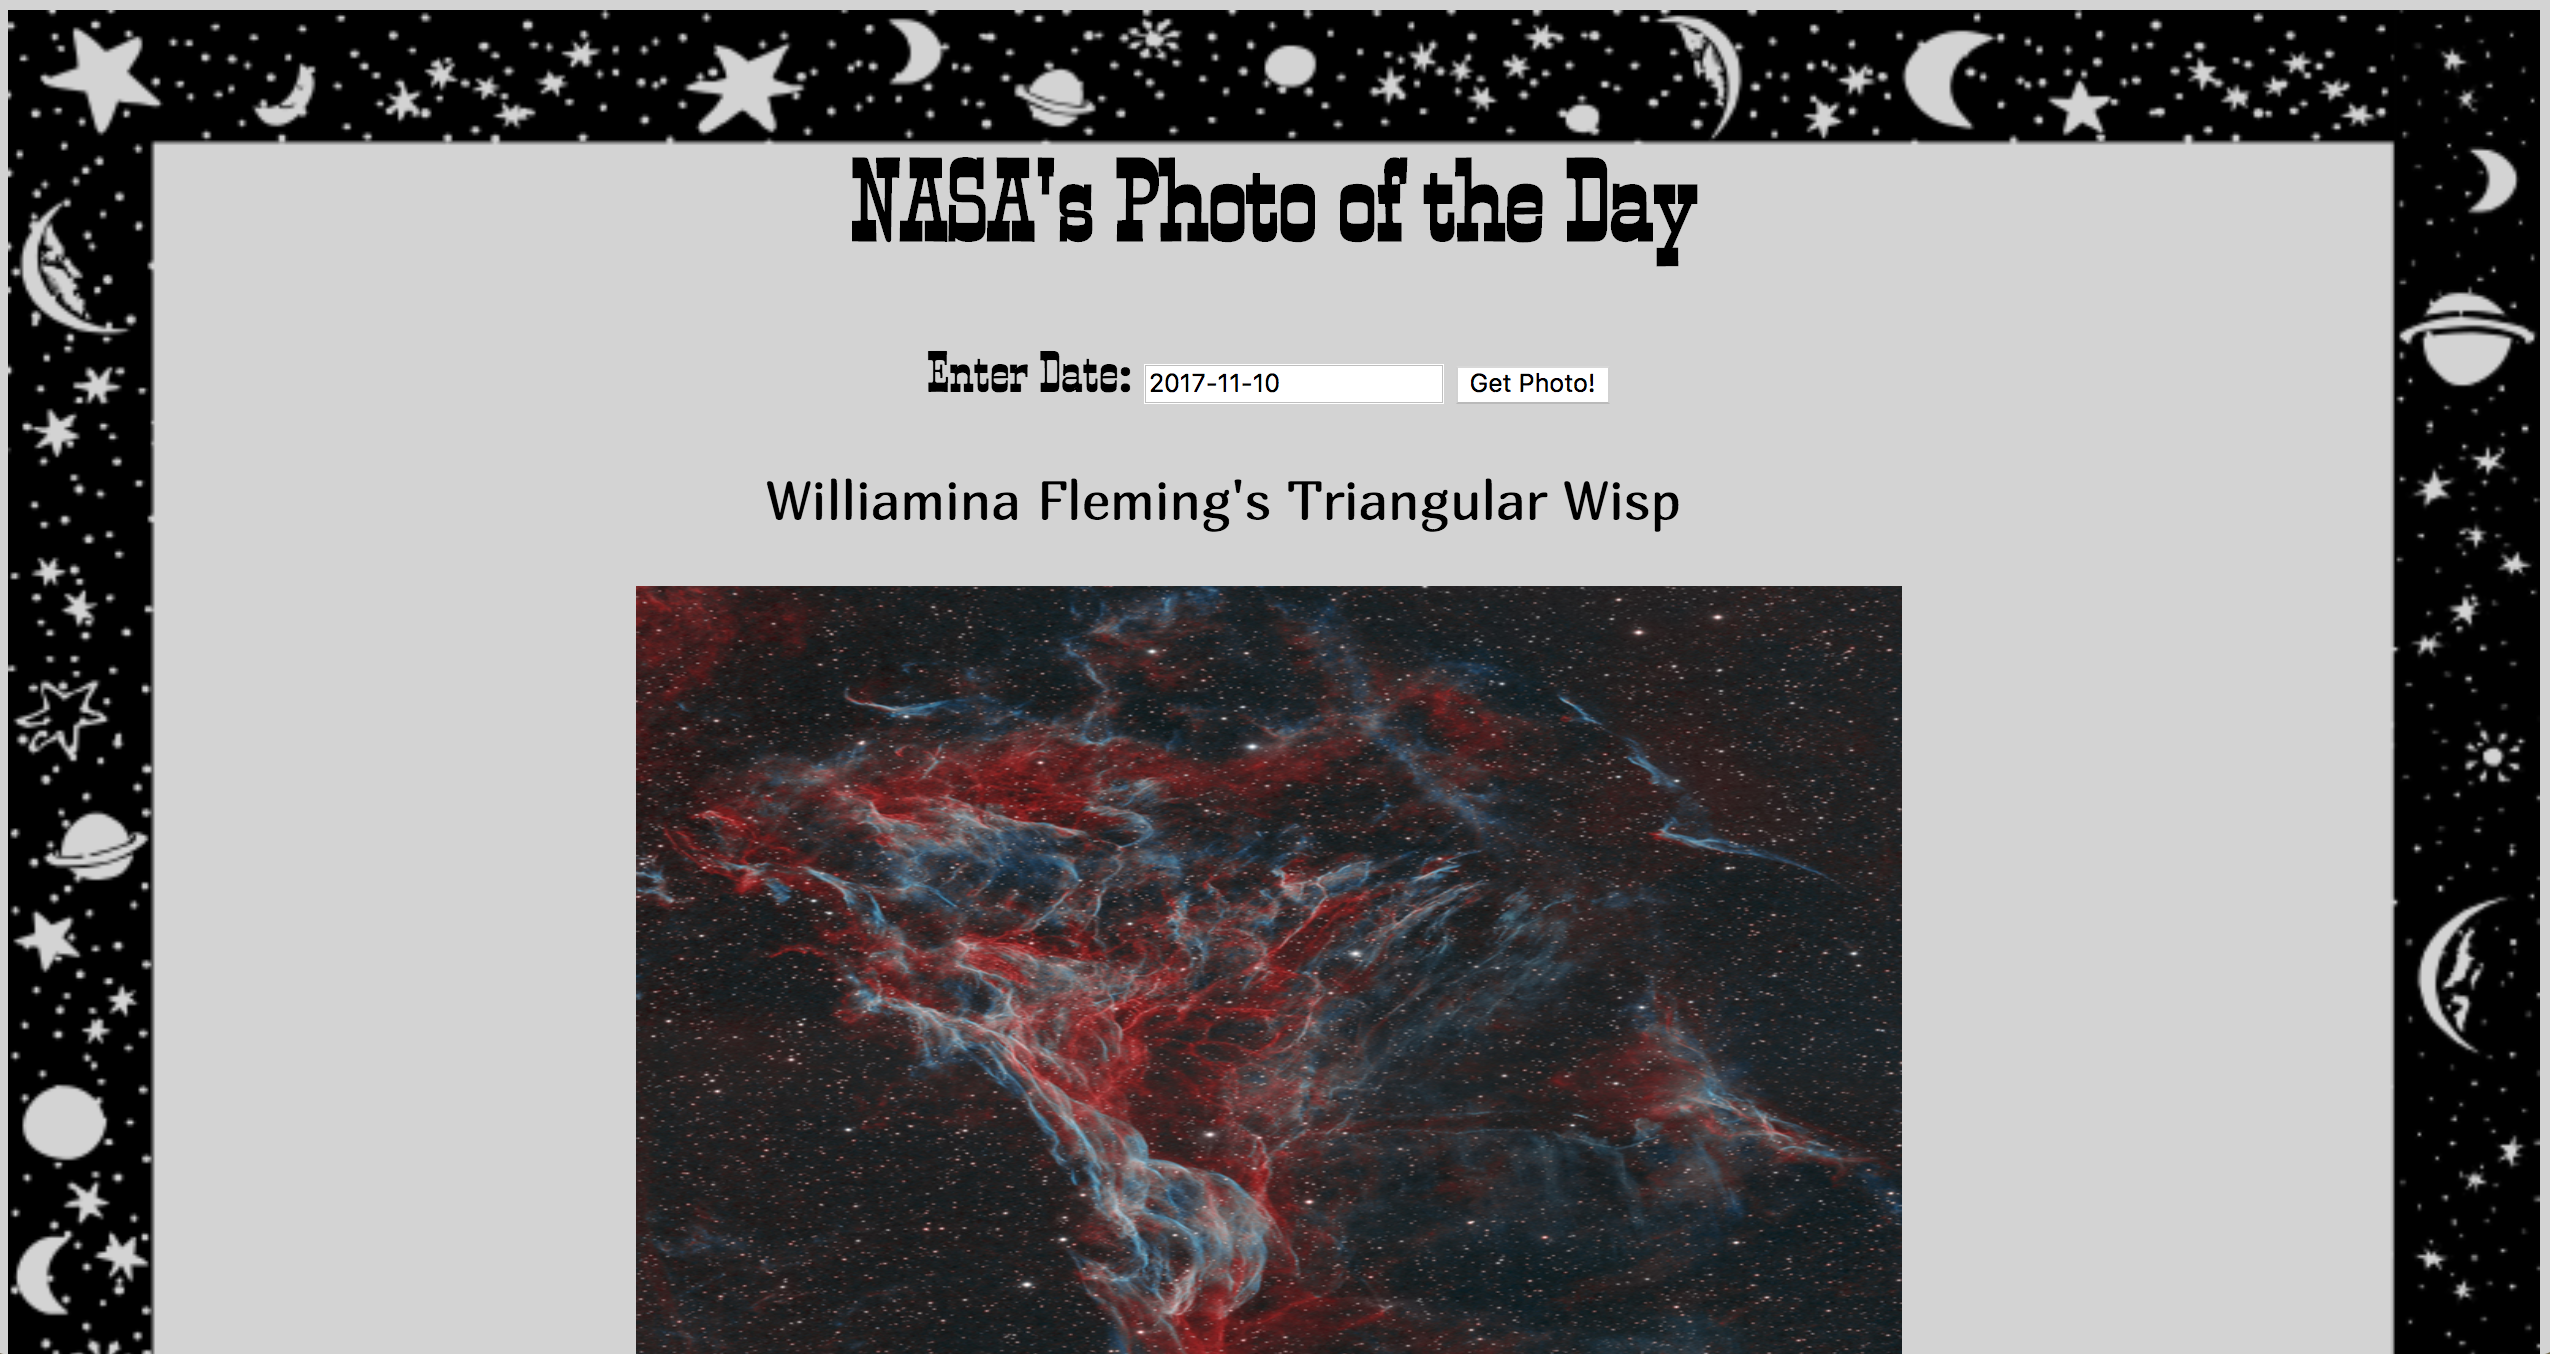 NASA's Photo of the Day
Enter Date: 2017-11-10 Get Photo!
Williamina Fleming's Triangular Wisp